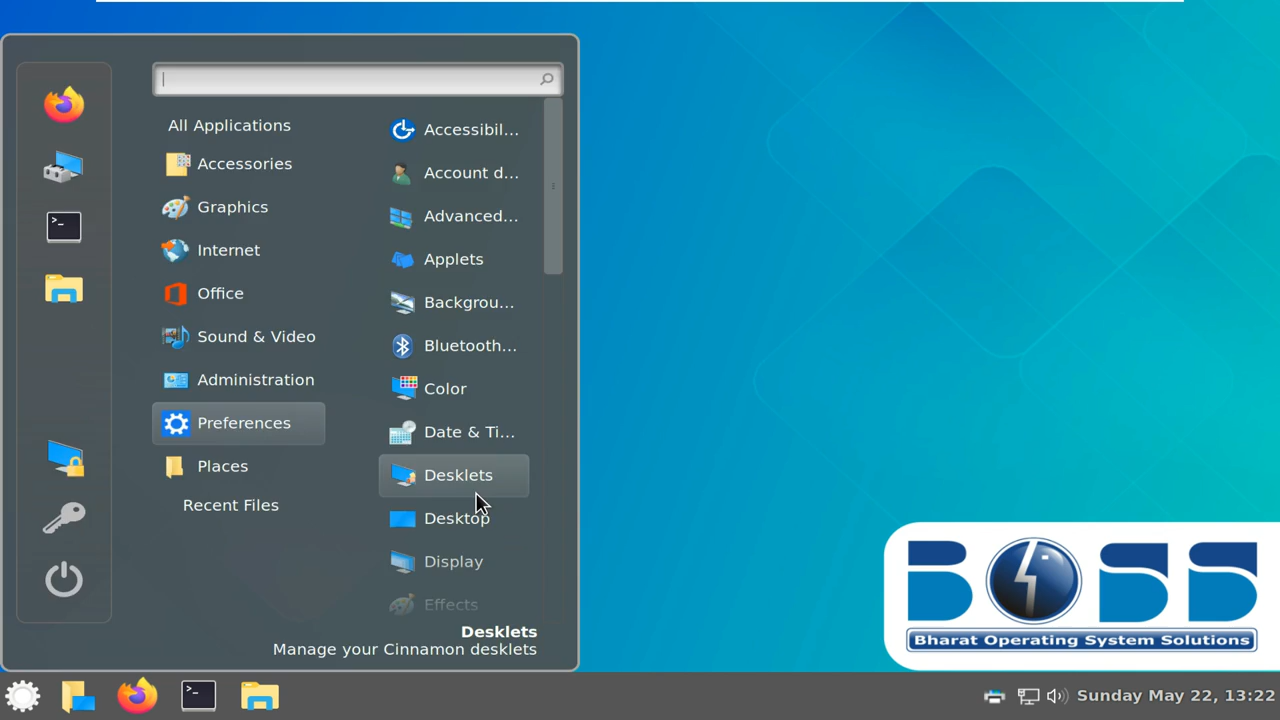 All Applications
Accessories
Graphics
Internet
Office
Sound & Video
Administration
Preferences
Places
Recent Files
Accessibil...
Account d...
Advanced...
Applets
Backgrou...
Bluetooth...
Color
Date & Ti...
Desklets
Desktop
Display
Effects
Desklets
Manage your Cinnamon desklets
BOSS
Bharat Operating System Solutions
Sunday May 22, 13:22